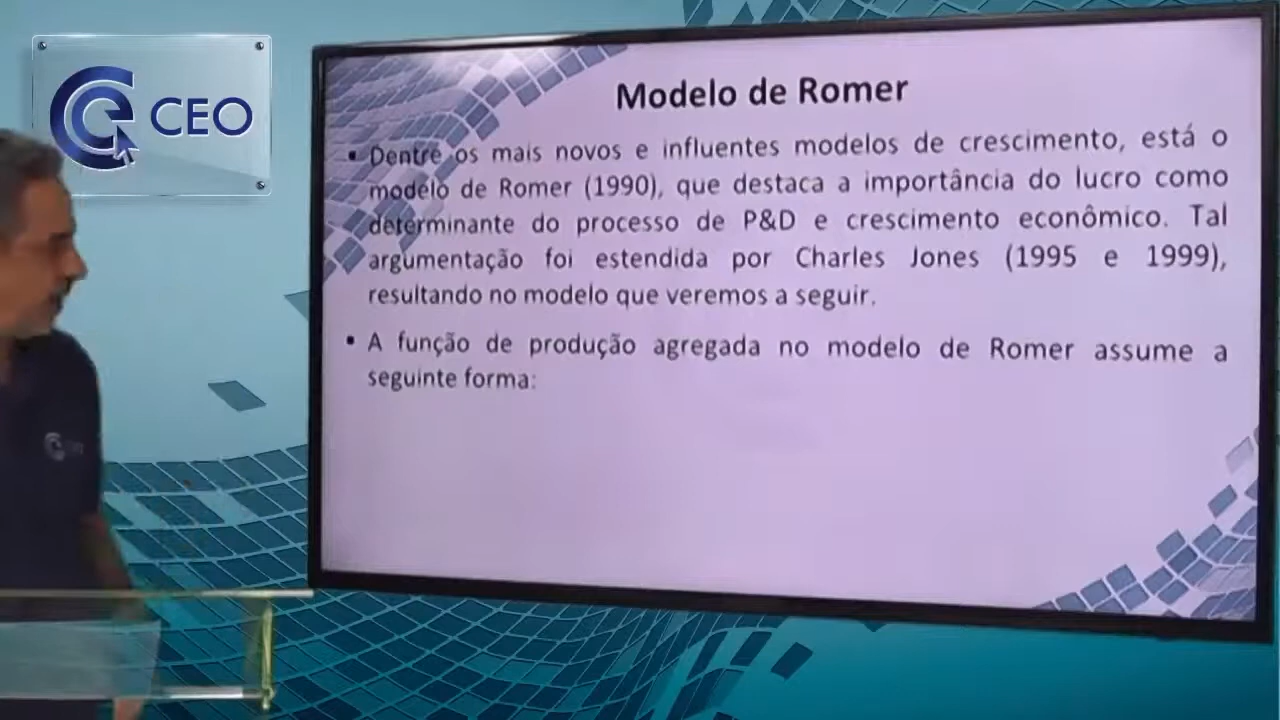 CEO
Modelo de Romer
▪ Dentre os mais novos e influentes modelos de crescimento, está o
modelo de Romer (1990), que destaca a importância do lucro como
determinante do processo de P&D e crescimento econômico. Tal
argumentação foi estendida por Charles Jones (1995 e 1999),
resultando no modelo que veremos a seguir.
▪ A função de produção agregada no modelo de Romer assume a
seguinte forma: